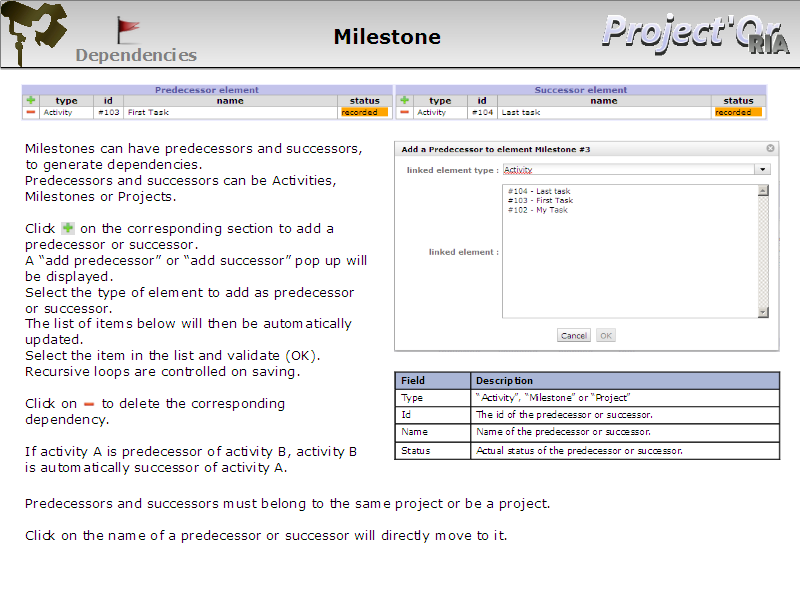 Milestone
Project'Or
RIA
Dependencies
Predecessor element
type id name status
Activity #103 First Task recorded
Successor element
type id name status
Activity #104 Last task recorded
Milestones can have predecessors and successors,
to generate dependencies.
Predecessors and successors can be Activities,
Milestones or Projects.
Click on the corresponding section to add a
predecessor or successor.
A “add predecessor” or “add successor” pop up will
be displayed.
Select the type of element to add as predecessor
or successor.
The list of items below will then be automatically
updated.
Select the item in the list and validate (OK).
Recursive loops are controlled on saving.
Click on to delete the corresponding
dependency.
If activity A is predecessor of activity B, activity B
is automatically successor of activity A.
Add a Predecessor to element Milestone #3
linked element type : Activity
#104 - Last task
#103 - First Task
#102 - My Task
linked element :
Cancel OK
Field Description
Type “Activity”, “Milestone” or “Project”
Id The id of the predecessor or successor.
Name Name of the predecessor or successor.
Status Actual status of the predecessor or successor.
Predecessors and successors must belong to the same project or be a project.
Click on the name of a predecessor or successor will directly move to it.